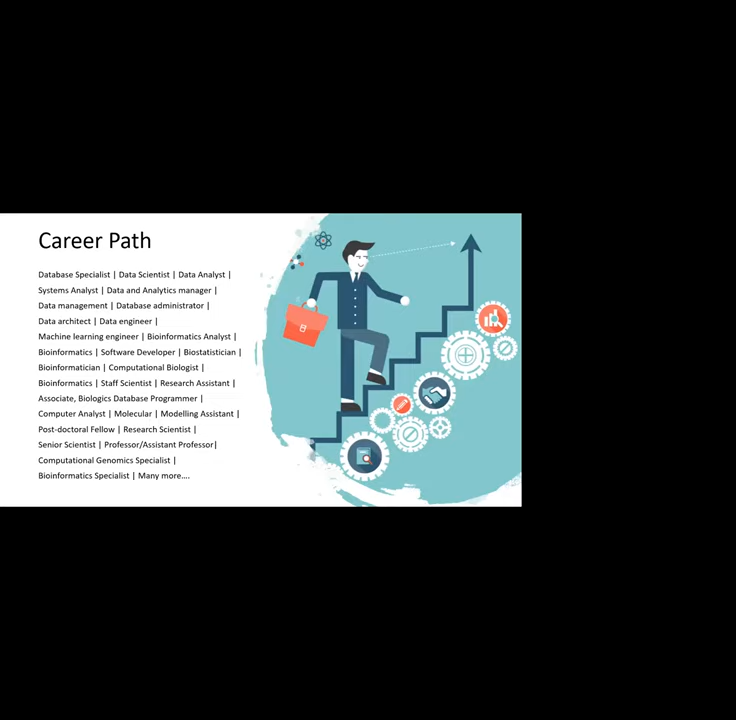 Career Path
Database Specialist | Data Scientist | Data Analyst |
Systems Analyst | Data and Analytics manager |
Data management | Database administrator |
Data architect | Data engineer |
Machine learning engineer | Bioinformatics Analyst |
Bioinformatics | Software Developer | Biostatistician |
Bioinformatician | Computational Biologist |
Bioinformatics | Staff Scientist | Research Assistant |
Associate, Biologics Database Programmer |
Computer Analyst | Molecular | Modelling Assistant |
Post-doctoral Fellow | Research Scientist |
Senior Scientist | Professor/Assistant Professor|
Computational Genomics Specialist |
Bioinformatics Specialist | Many more....